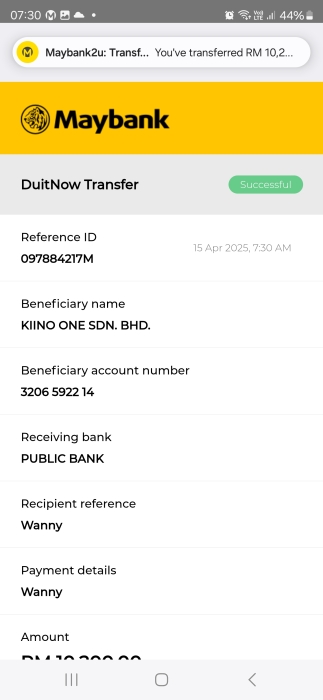 07:30
44%
Maybank2u: Transf... You've transferred RM 10,2...
Maybank
DuitNow Transfer
Successful
Reference ID
15 Apr 2025, 7:30 AM
097884217M
Beneficiary name
KIINO ONE SDN. BHD.
Beneficiary account number
3206 5922 14
Receiving bank
PUBLIC BANK
Recipient reference
Wanny
Payment details
Wanny
Amount